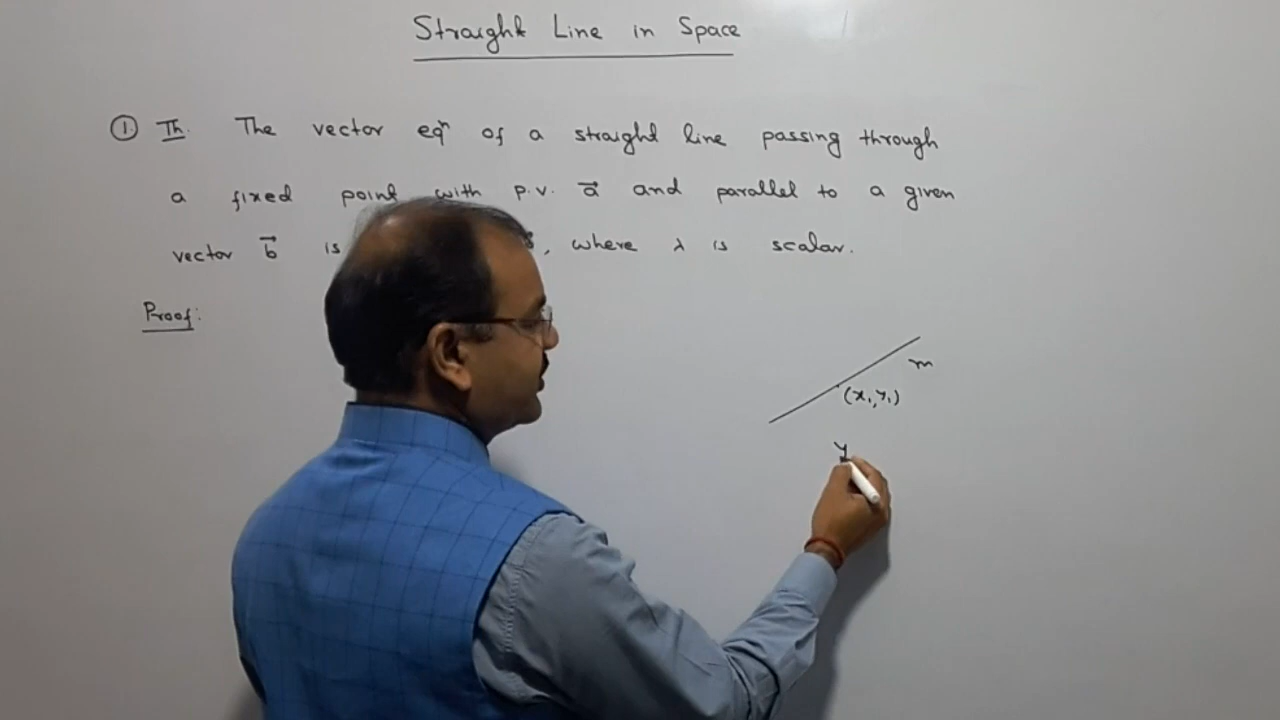 Straight Line in Space
① Th. The vector eqⁿ of a straight line passing through
a fixed point with p.v. a⃗ and parallel to a given
vector b⃗ is , where λ is scalar.
Proof:
m
(x₁, y₁)
y